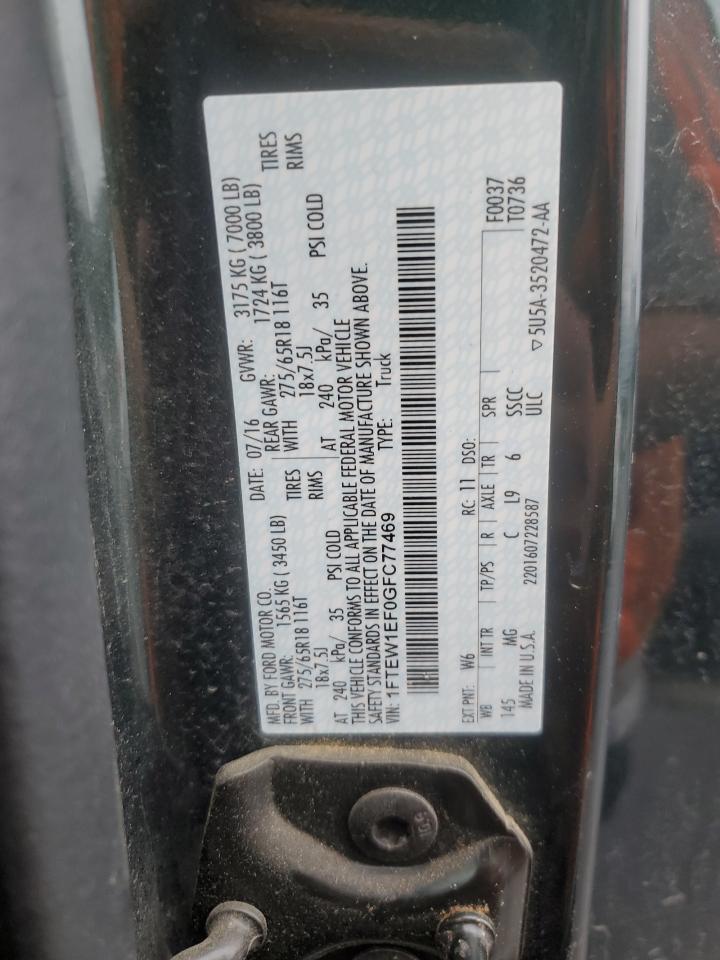 MFD. BY FORD MOTOR CO.
DATE: 07/16 GVWR: 3175 KG ( 7000 LB)
FRONT GAWR: 1565 KG ( 3450 LB) REAR GAWR: 1724 KG ( 3800 LB)
WITH 275/65R18 116T TIRES WITH 275/65R18 116T TIRES
18x7.5J RIMS 18x7.5J RIMS
AT 240 kPa/ 35 PSI COLD AT 240 kPa/ 35 PSI COLD
THIS VEHICLE CONFORMS TO ALL APPLICABLE FEDERAL MOTOR VEHICLE
SAFETY STANDARDS IN EFFECT ON THE DATE OF MANUFACTURE SHOWN ABOVE.
VIN: 1FTEW1EF0GFC77469 TYPE: Truck
EXT PNT: W6 RC: 11 DSO:
WB INT TR TP/PS R AXLE TR SPR F0037
145 MG C L9 6 SSCC T0736
MADE IN U.S.A. 2201607228587 ULC
▽ 5U5A-3520472-AA